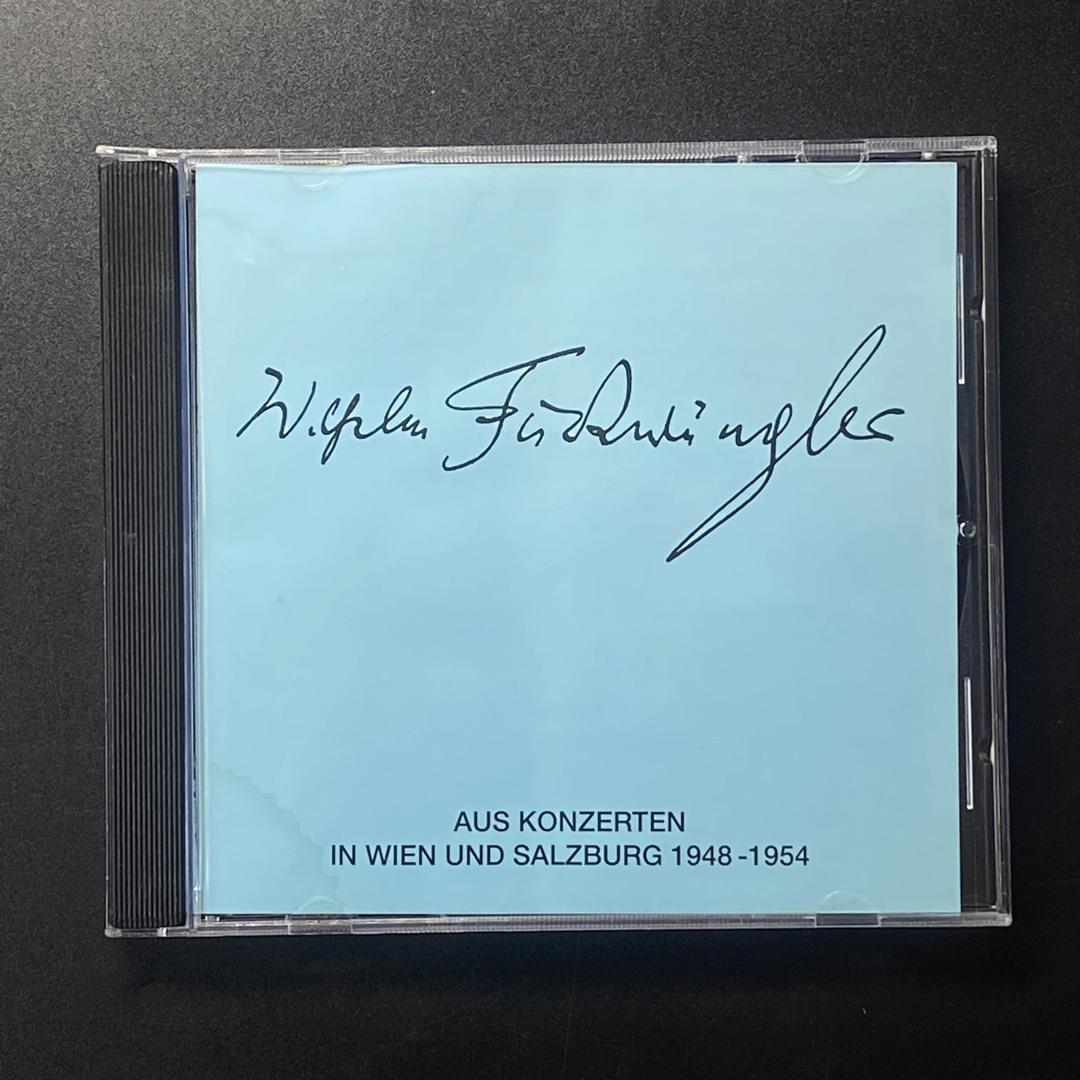 Wilhelm Furtwängler
AUS KONZERTEN
IN WIEN UND SALZBURG 1948-1954